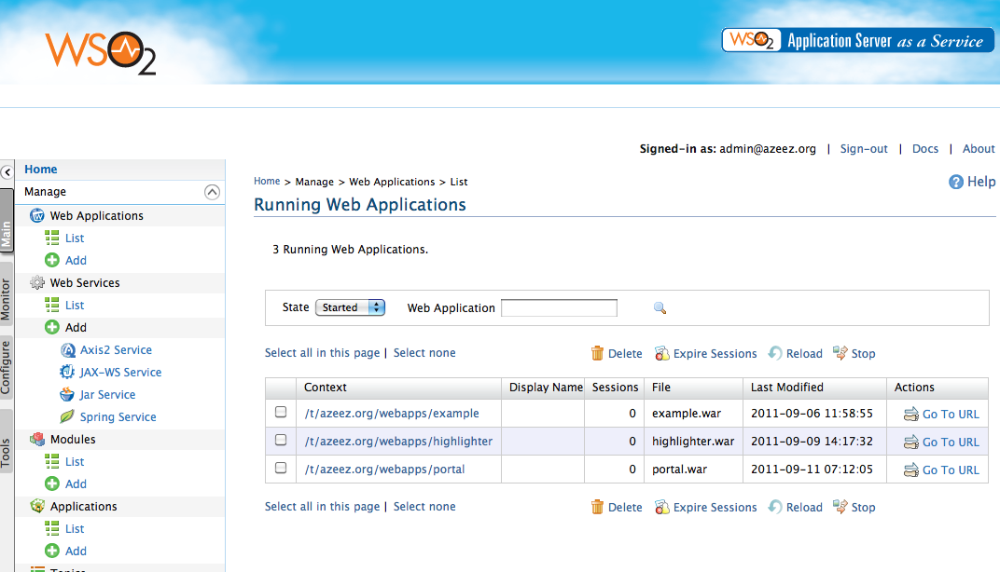 WSO2
WSO2 Application Server as a Service
Signed-in as: admin@azeez.org | Sign-out | Docs | About
Main
Monitor
Configure
Tools
Home
Manage
Web Applications
List
Add
Web Services
List
Add
Axis2 Service
JAX-WS Service
Jar Service
Spring Service
Modules
List
Add
Applications
List
Add
Topics
Home > Manage > Web Applications > List
Help
Running Web Applications
3 Running Web Applications.
State Started Web Application
Select all in this page | Select none Delete Expire Sessions Reload Stop
Context Display Name Sessions File Last Modified Actions
/t/azeez.org/webapps/example 0 example.war 2011-09-06 11:58:55 Go To URL
/t/azeez.org/webapps/highlighter 0 highlighter.war 2011-09-09 14:17:32 Go To URL
/t/azeez.org/webapps/portal 0 portal.war 2011-09-11 07:12:05 Go To URL
Select all in this page | Select none Delete Expire Sessions Reload Stop